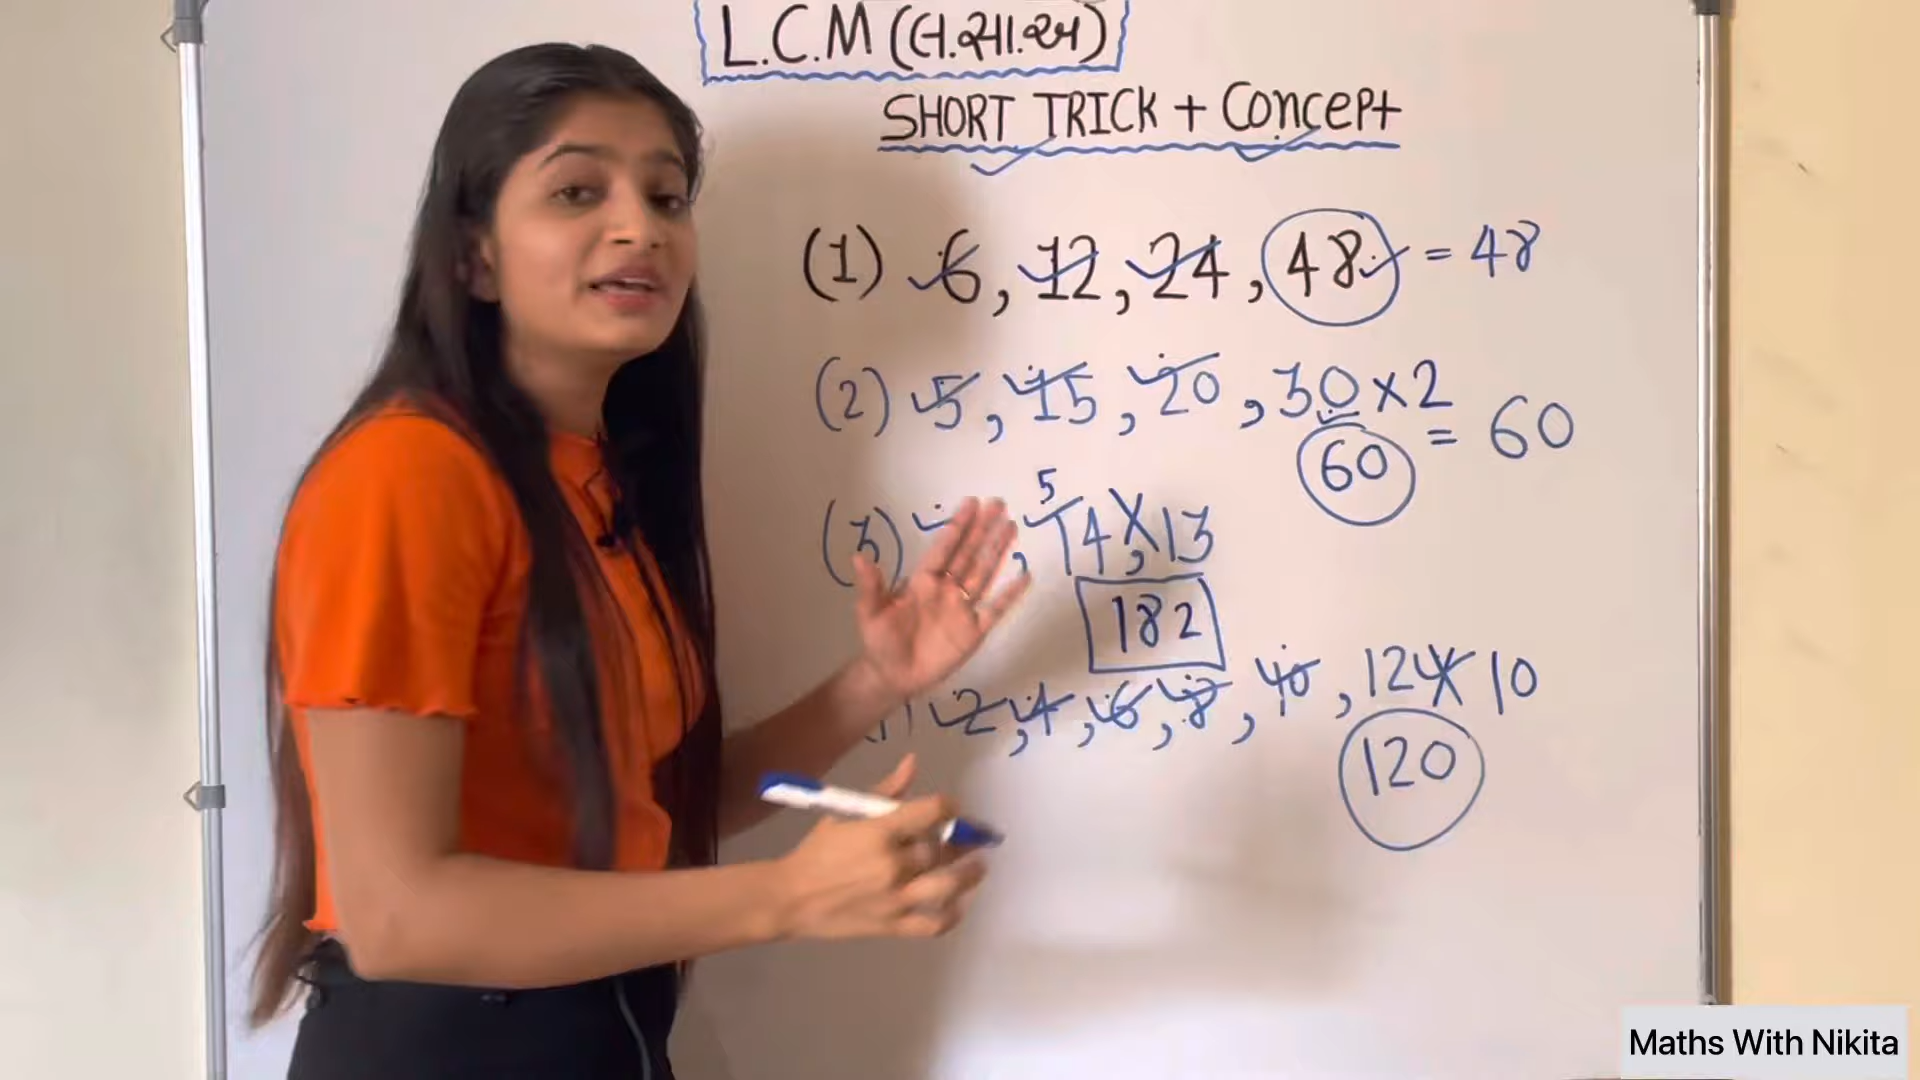 L.C.M (લ.સા.અ)
SHORT TRICK + CONCEPT
(1) 6, 12, 24, 48 = 48
(2) 5, 15, 20, 30 x 2
60 = 60
5
(3) , 14 x, 13
182
2, 4, 6, 8, 10, 12 x 10
120
Maths With Nikita